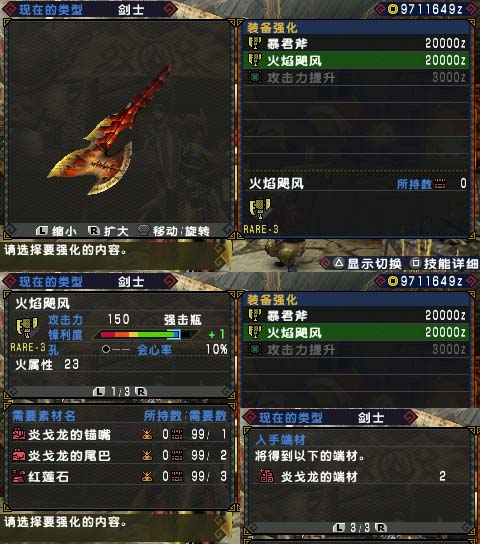 现在的类型 剑士
9711649z
装备强化
暴君斧 20000z
火焰飓风 20000z
攻击力提升 3000z
火焰飓风 所持数 0
RARE-3
L 缩小 R 扩大 移动/旋转
请选择要强化的内容。
△显示切换 □技能详细
现在的类型 剑士
9711649z
火焰飓风
攻击力 150 强击瓶
锋利度 +1
RARE-3
孔 ○-- 会心率 10%
火属性 23
L 1/3 R
装备强化
暴君斧 20000z
火焰飓风 20000z
攻击力提升 3000z
需要素材名 所持数/需要数
炎戈龙的锚嘴 0 99/ 1
炎戈龙的尾巴 0 99/ 2
红莲石 0 99/ 3
请选择要强化的内容。
现在的类型 剑士
入手端材
将得到以下的端材。
炎戈龙的端材 2
L 3/3 R